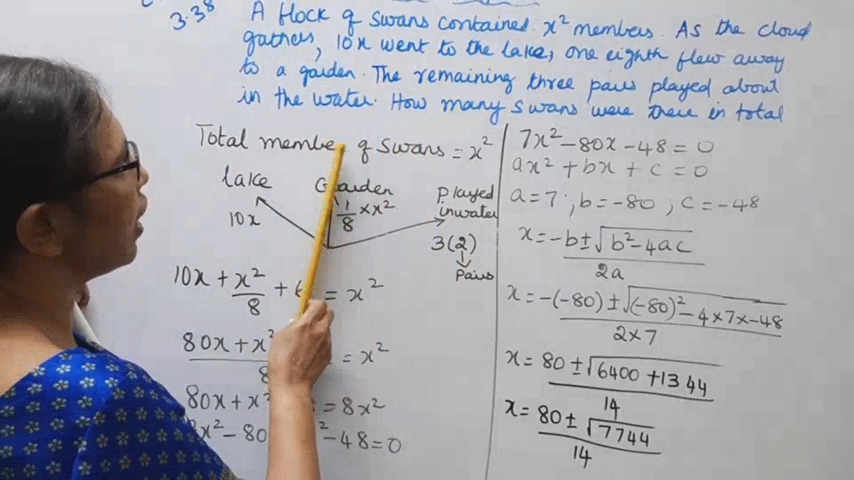 3.38 A flock of swans contained x² members. As the cloud
gathers, 10x went to the lake, one eighth flew away
to a garden. The remaining three pairs played about
in the water. How many swans were there in total
Total members of Swans = x²
lake
10x
Garden
1/8 × x²
Played
inwater
3(2)
Pairs
10x + x²/8 + = x²
80x + x² = x²
80x + x² = 8x²
x² - 80 ² - 48 = 0
7x² - 80x - 48 = 0
ax² + bx + c = 0
a = 7, b = -80, c = -48
x = -b ± √b² - 4ac / 2a
x = -(-80) ± √(-80)² - 4 × 7 × -48 / 2 × 7
x = 80 ± √6400 + 1344 / 14
x = 80 ± √7744 / 14